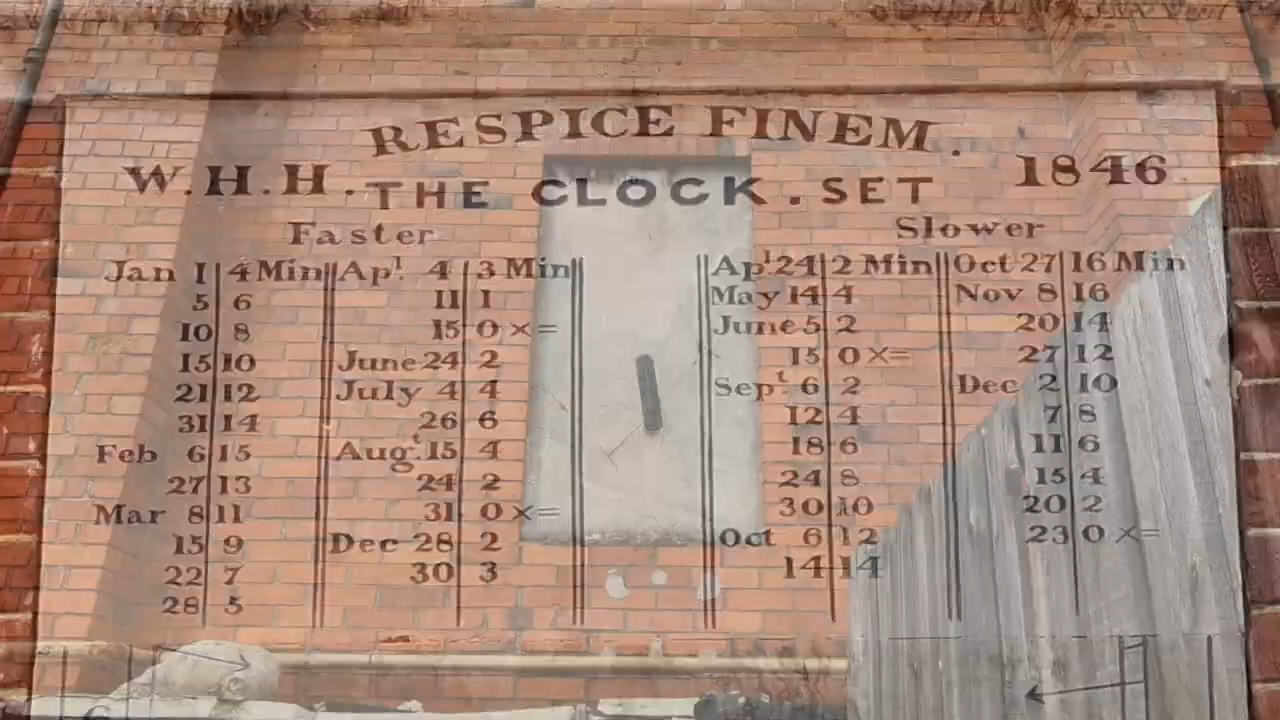 RESPICE FINEM.
W.H.H. THE CLOCK. SET 1846
Faster Slower
Jan 1 4 Min Apl. 4 3 Min Apl. 24 2 Min Oct 27 16 Min
5 6 11 1 May 14 4 Nov 8 16
10 8 15 0 ×= June 5 2 20 14
15 10 June 24 2 15 0 ×= 27 12
21 12 July 4 4 Sept. 6 2 Dec 2 10
31 14 26 6 12 4 7 8
Feb 6 15 Augt. 15 4 18 6 11 6
27 13 24 2 24 8 15 4
Mar 8 11 31 0 ×= 30 10 20 2
15 9 Dec 28 2 Oct 6 12 23 0 ×=
22 7 30 3 14 14
28 5